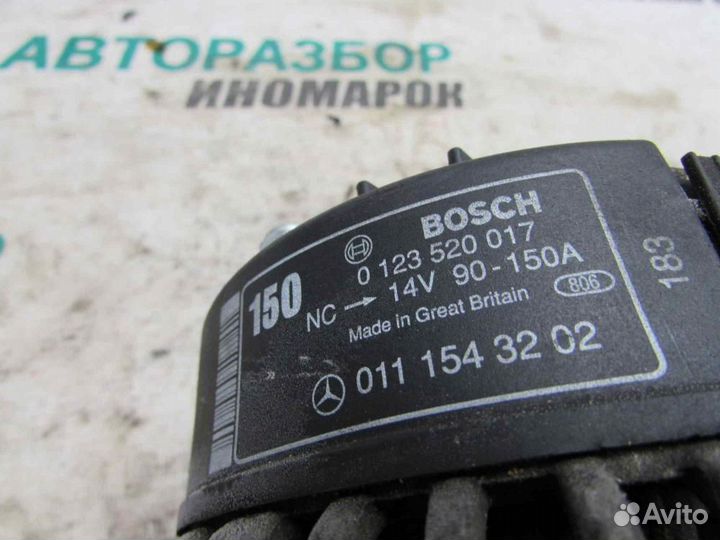 АВТОРАЗБОР
ИНОМАРОК
BOSCH
0 123 520 017
150
NC → 14V 90-150A
Made in Great Britain
806
183
011 154 32 02
Avito